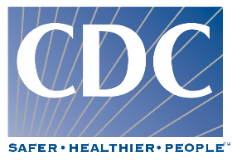 CDC
SAFER • HEALTHIER • PEOPLE™